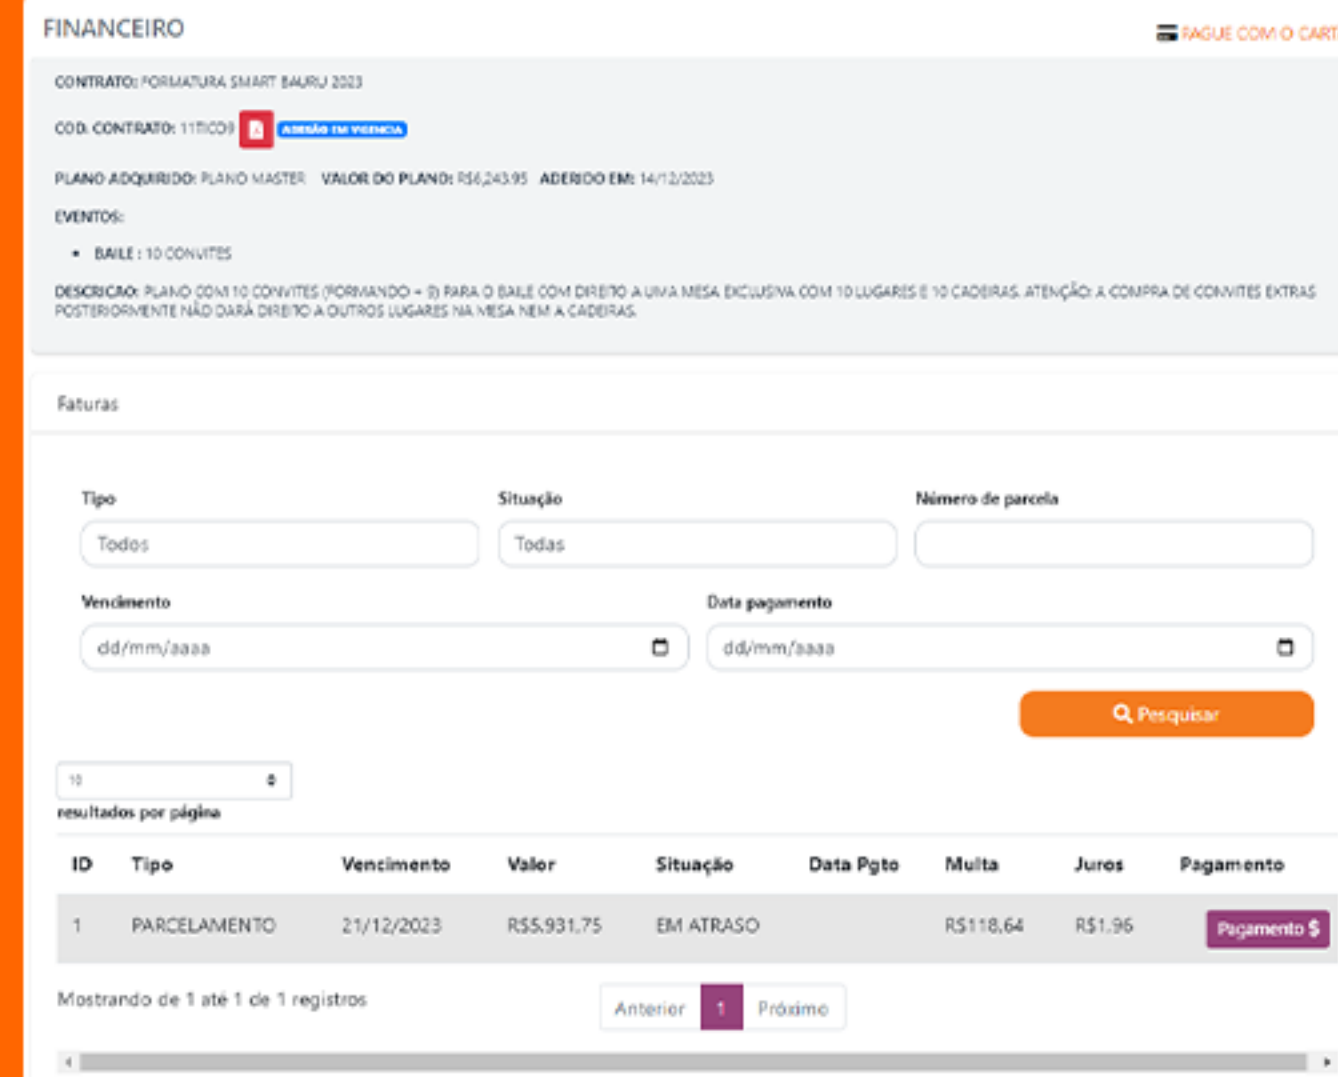 FINANCEIRO
PAGUE COM O CART
CONTRATO: FORMATURA SMART BAURU 2023
COD. CONTRATO: ADESÃO EM VIGENCIA
PLANO ADQUIRIDO: PLANO MASTER VALOR DO PLANO: R$6,243.95 ADERIDO EM: 14/12/2023
EVENTOS:
• BAILE : 10 CONVITES
DESCRICAO: PLANO COM 10 CONVITES (FORMANDO + 9) PARA O BAILE COM DIREITO A UMA MESA EXCLUSIVA COM 10 LUGARES E 10 CADEIRAS. ATENÇÃO: A COMPRA DE CONVITES EXTRAS
POSTERIORMENTE NÃO DARÁ DIREITO A OUTROS LUGARES NA MESA NEM A CADEIRAS.
Faturas
Tipo Situação Número de parcela
Todos Todas
Vencimento Data pagamento
dd/mm/aaaa dd/mm/aaaa
Pesquisar
10
resultados por página
ID Tipo Vencimento Valor Situação Data Pgto Multa Juros Pagamento
1 PARCELAMENTO 21/12/2023 R$5.931,75 EM ATRASO R$118,64 R$1,96 Pagamento $
Mostrando de 1 até 1 de 1 registros
Anterior 1 Próximo